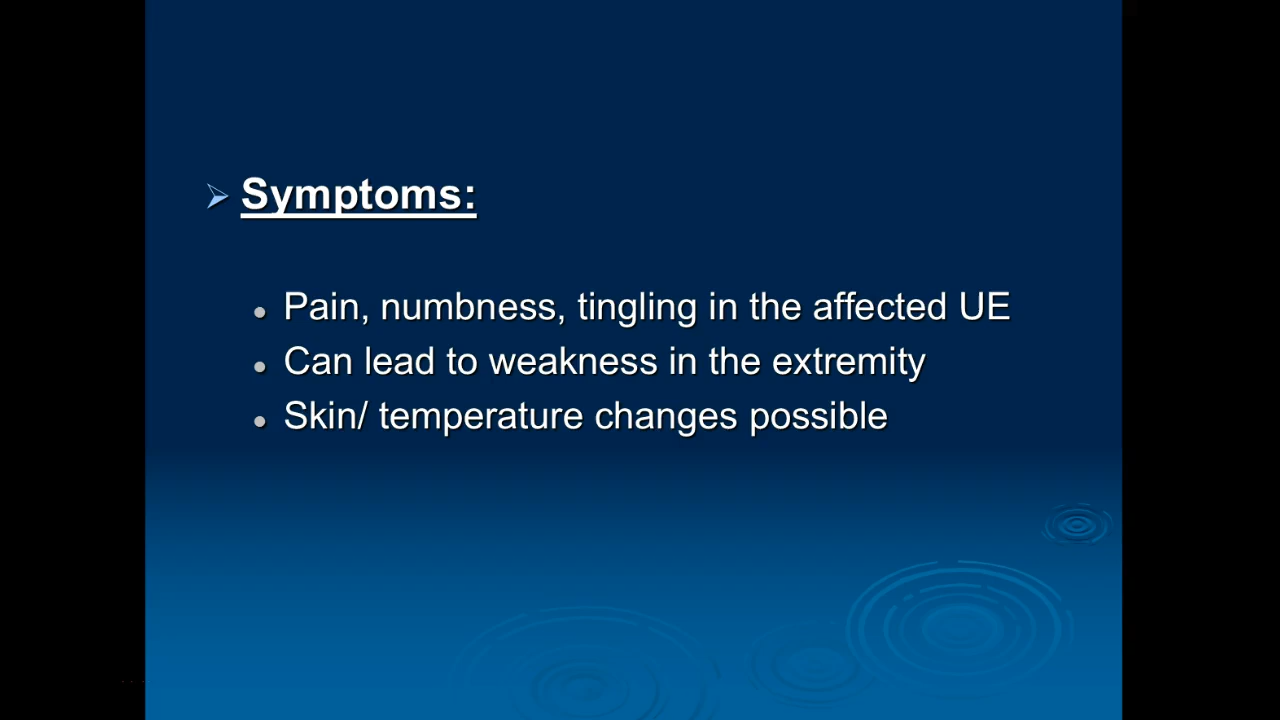 Symptoms:
Pain, numbness, tingling in the affected UE
Can lead to weakness in the extremity
Skin/ temperature changes possible